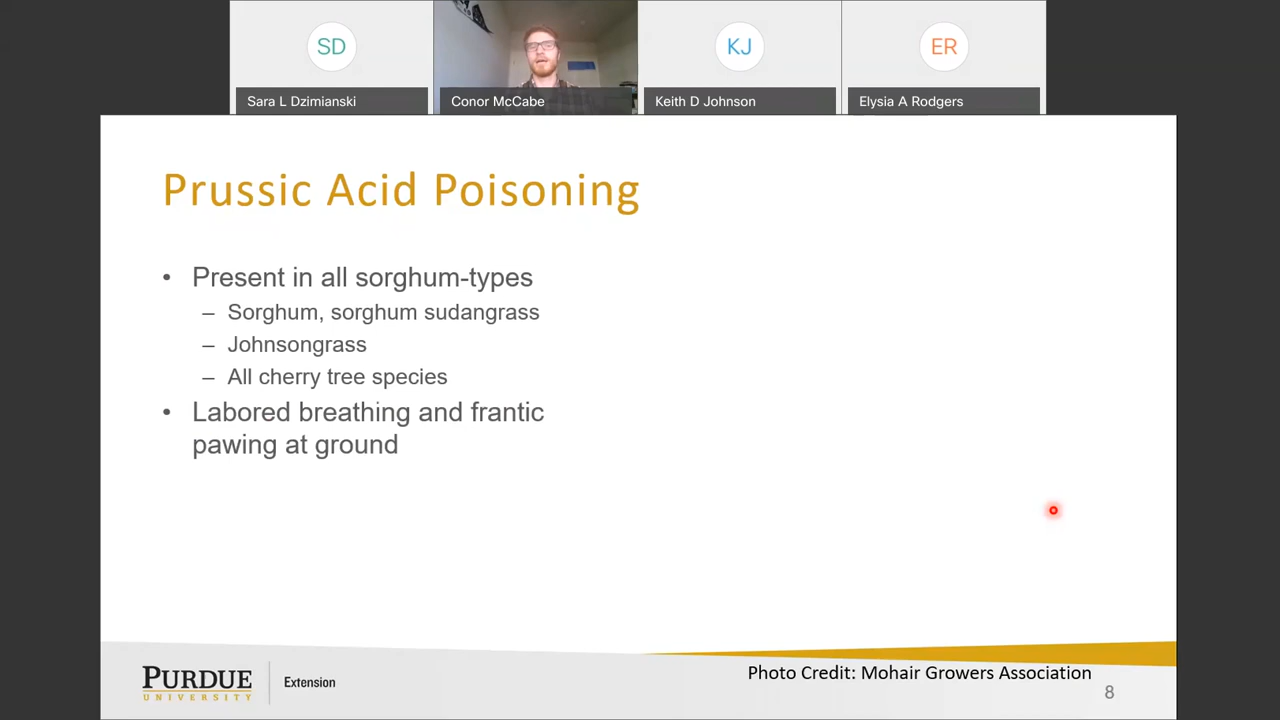 SD
KJ
ER
Sara L Dzimianski
Conor McCabe
Keith D Johnson
Elysia A Rodgers
Prussic Acid Poisoning
• Present in all sorghum-types
– Sorghum, sorghum sudangrass
– Johnsongrass
– All cherry tree species
• Labored breathing and frantic
pawing at ground
PURDUE
UNIVERSITY
Extension
Photo Credit: Mohair Growers Association
8